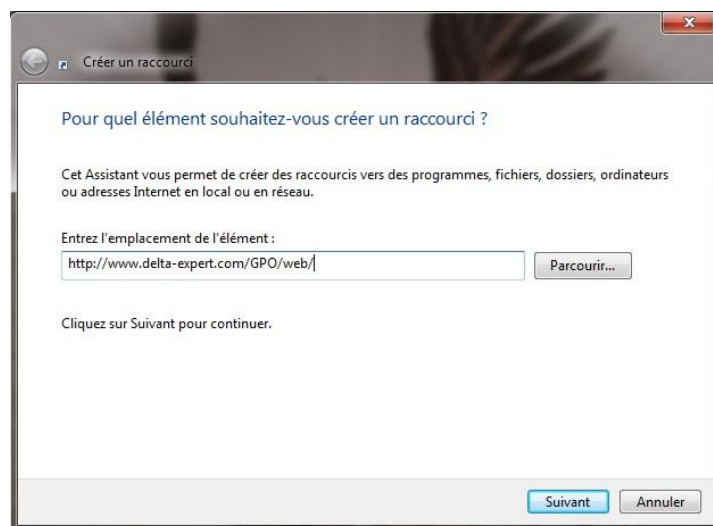 Créer un raccourci
Pour quel élément souhaitez-vous créer un raccourci ?
Cet Assistant vous permet de créer des raccourcis vers des programmes, fichiers, dossiers, ordinateurs
ou adresses Internet en local ou en réseau.
Entrez l'emplacement de l'élément :
http://www.delta-expert.com/GPO/web/
Parcourir...
Cliquez sur Suivant pour continuer.
Suivant
Annuler